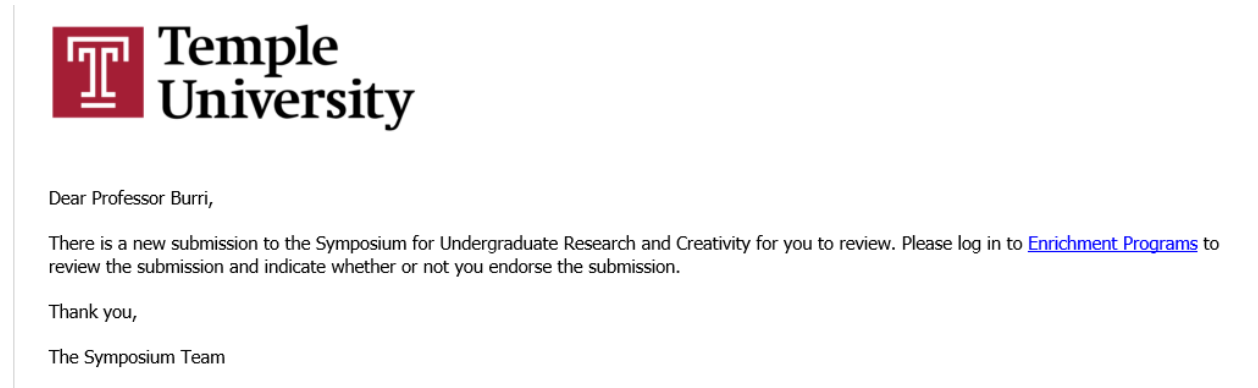 Temple
University
Dear Professor Burri,
There is a new submission to the Symposium for Undergraduate Research and Creativity for you to review. Please log in to Enrichment Programs to
review the submission and indicate whether or not you endorse the submission.
Thank you,
The Symposium Team